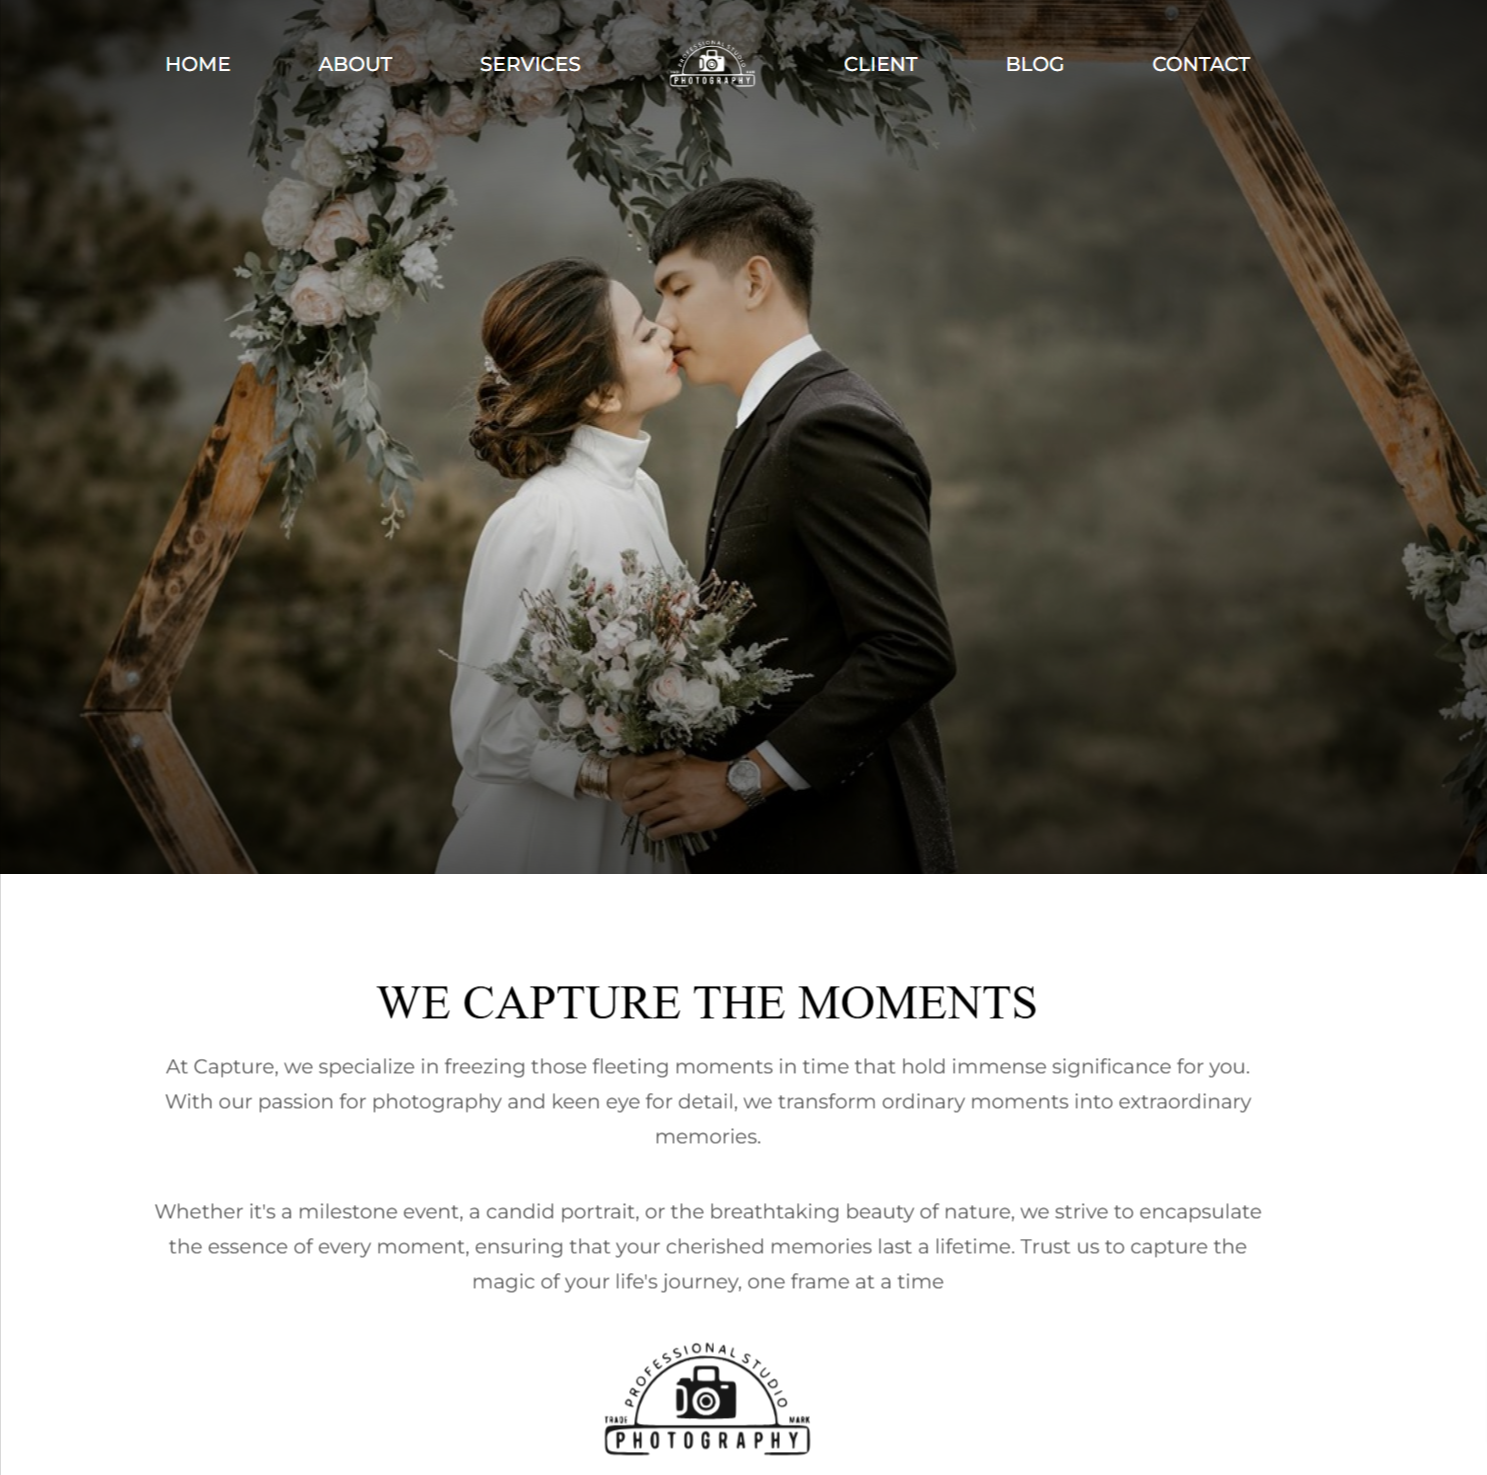 HOME ABOUT SERVICES PROFESSIONAL STUDIO CLIENT BLOG CONTACT
PHOTOGRAPHY
WE CAPTURE THE MOMENTS
At Capture, we specialize in freezing those fleeting moments in time that hold immense significance for you.
With our passion for photography and keen eye for detail, we transform ordinary moments into extraordinary
memories.
Whether it's a milestone event, a candid portrait, or the breathtaking beauty of nature, we strive to encapsulate
the essence of every moment, ensuring that your cherished memories last a lifetime. Trust us to capture the
magic of your life's journey, one frame at a time
PROFESSIONAL STUDIO
TRADE MARK
PHOTOGRAPHY